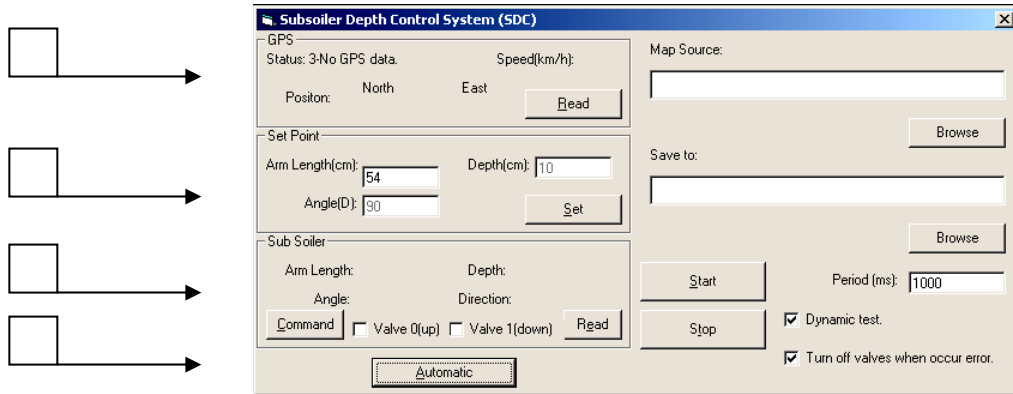 Subsoiler Depth Control System (SDC)
GPS
Status: 3-No GPS data.
Speed(km/h):
North
East
Positon:
Read
Set Point
Arm Length(cm):
54
Depth(cm):
10
Angle(D):
90
Set
Sub Soiler
Arm Length:
Depth:
Angle:
Direction:
Command
Valve 0(up)
Valve 1(down)
Read
Automatic
Map Source:
Browse
Save to:
Browse
Start
Period (ms):
1000
Stop
Dynamic test.
Turn off valves when occur error.